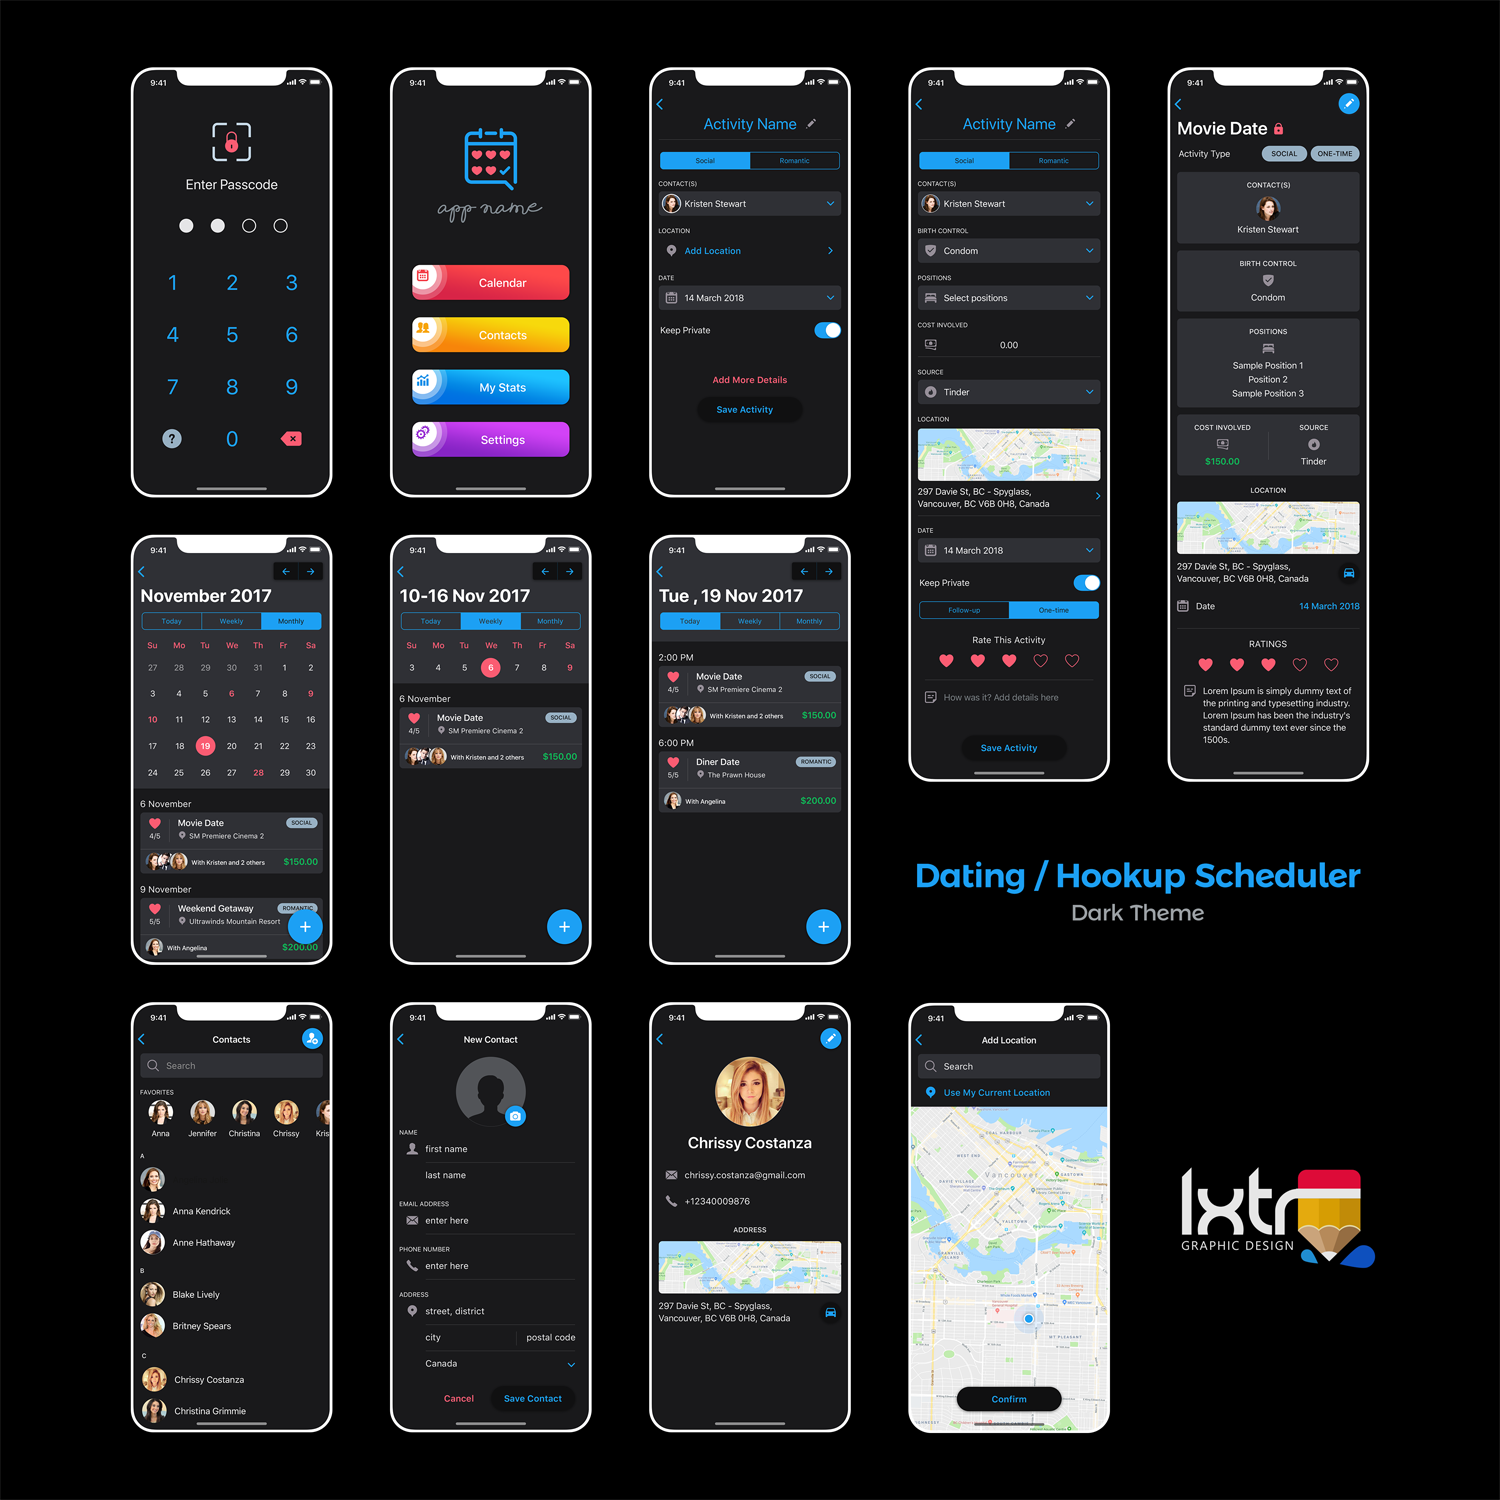 9:41
Enter Passcode
1 2 3
4 5 6
7 8 9
? 0
9:41
app name
Calendar
Contacts
My Stats
Settings
9:41
Activity Name
Social Romantic
CONTACT(S)
Kristen Stewart
LOCATION
Add Location
DATE
14 March 2018
Keep Private
Add More Details
Save Activity
9:41
Activity Name
Social Romantic
CONTACT(S)
Kristen Stewart
BIRTH CONTROL
Condom
POSITIONS
Select positions
COST INVOLVED
0.00
SOURCE
Tinder
LOCATION
297 Davie St, BC - Spyglass,
Vancouver, BC V6B 0H8, Canada
DATE
14 March 2018
Keep Private
Follow-up One-time
Rate This Activity
How was it? Add details here
Save Activity
9:41
Movie Date
Activity Type SOCIAL ONE-TIME
CONTACT(S)
Kristen Stewart
BIRTH CONTROL
Condom
POSITIONS
Sample Position 1
Position 2
Sample Position 3
COST INVOLVED SOURCE
$150.00 Tinder
LOCATION
297 Davie St, BC - Spyglass,
Vancouver, BC V6B 0H8, Canada
Date 14 March 2018
RATINGS
Lorem Ipsum is simply dummy text of
the printing and typesetting industry.
Lorem Ipsum has been the industry's
standard dummy text ever since the
1500s.
9:41
November 2017
Today Weekly Monthly
Su Mo Tu We Th Fr Sa
27 28 29 30 31 1 2
3 4 5 6 7 8 9
10 11 12 13 14 15 16
17 18 19 20 21 22 23
24 25 26 27 28 29 30
6 November
Movie Date SOCIAL
4/5 SM Premiere Cinema 2
With Kristen and 2 others $150.00
9 November
Weekend Getaway ROMANTIC
5/5 Ultrawinds Mountain Resort
With Angelina $200.00
9:41
10-16 Nov 2017
Today Weekly Monthly
Su Mo Tu We Th Fr Sa
3 4 5 6 7 8 9
6 November
Movie Date SOCIAL
4/5 SM Premiere Cinema 2
With Kristen and 2 others $150.00
9:41
Tue , 19 Nov 2017
Today Weekly Monthly
2:00 PM
Movie Date SOCIAL
4/5 SM Premiere Cinema 2
With Kristen and 2 others $150.00
6:00 PM
Diner Date ROMANTIC
5/5 The Prawn House
With Angelina $200.00
Dating / Hookup Scheduler
Dark Theme
9:41
Contacts
Search
FAVORITES
Anna Jennifer Christina Chrissy Kris
A
Anna Kendrick
Anne Hathaway
B
Blake Lively
Britney Spears
C
Chrissy Costanza
Christina Grimmie
9:41
New Contact
NAME
first name
last name
EMAIL ADDRESS
enter here
PHONE NUMBER
enter here
ADDRESS
street, district
city postal code
Canada
Cancel Save Contact
9:41
Chrissy Costanza
chrissy.costanza@gmail.com
+12340009876
ADDRESS
297 Davie St, BC - Spyglass,
Vancouver, BC V6B 0H8, Canada
9:41
Add Location
Search
Use My Current Location
COAL HARBOUR
WEST END
Vancouver
GASTOWN
YALETOWN
GRANVILLE
ISLAND
MT PLEASANT
Confirm
lxtr
GRAPHIC DESIGN